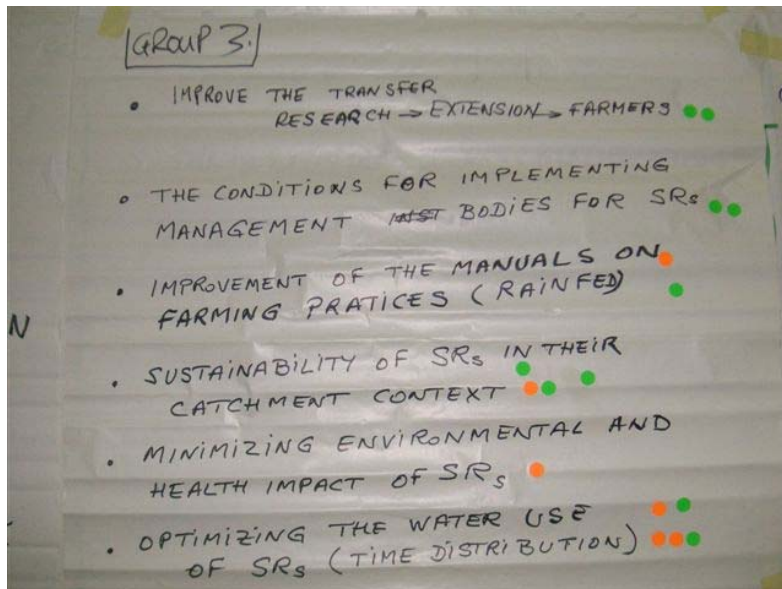 GROUP 3.
• IMPROVE THE TRANSFER
RESEARCH → EXTENSION → FARMERS
• THE CONDITIONS FOR IMPLEMENTING
MANAGEMENT BODIES FOR SRs
• IMPROVEMENT OF THE MANUALS ON
FARMING PRATICES (RAINFED)
N
• SUSTAINABILITY OF SRs IN THEIR
CATCHMENT CONTEXT
• MINIMIZING ENVIRONMENTAL AND
HEALTH IMPACT OF SRs
• OPTIMIZING THE WATER USE
OF SRs (TIME DISTRIBUTION)